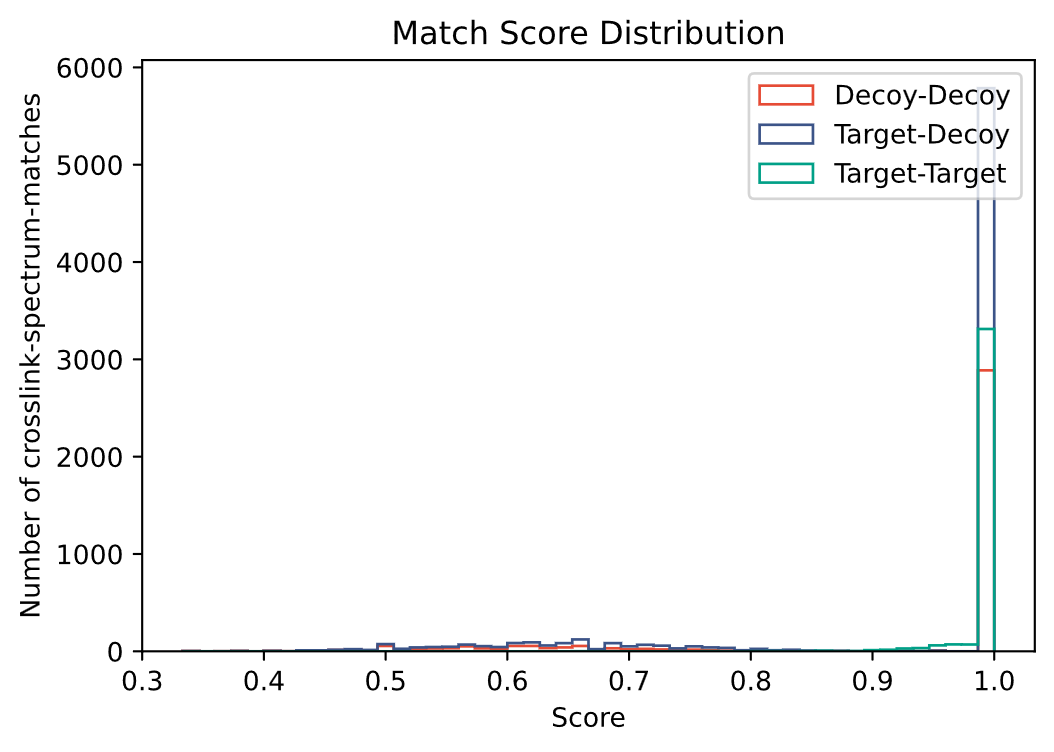 Match Score Distribution
Number of crosslink-spectrum-matches
6000
5000
4000
3000
2000
1000
0
Decoy-Decoy
Target-Decoy
Target-Target
0.3 0.4 0.5 0.6 0.7 0.8 0.9 1.0
Score